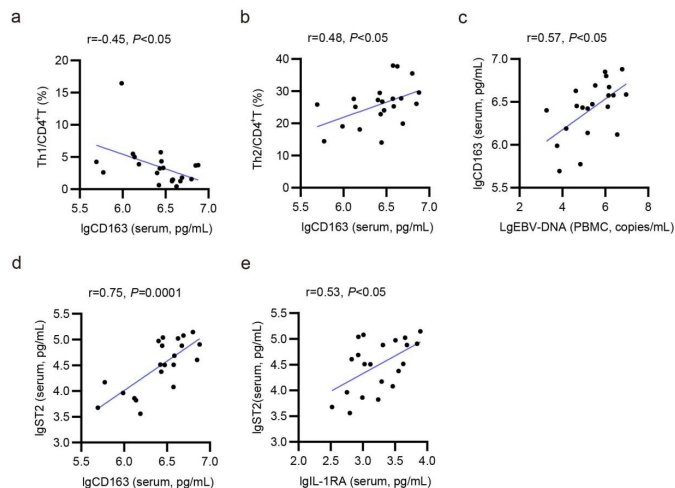 a
r=-0.45, P<0.05
Th1/CD4⁺T (%)
20
15
10
5
0
5.5 6.0 6.5 7.0
lgCD163 (serum, pg/mL)
b
r=0.48, P<0.05
Th2/CD4⁺T (%)
50
40
30
20
10
0
5.5 6.0 6.5 7.0
lgCD163 (serum, pg/mL)
c
r=0.57, P<0.05
lgCD163 (serum, pg/mL)
7.0
6.5
6.0
5.5
2 4 6 8
LgEBV-DNA (PBMC, copies/mL)
d
r=0.75, P=0.0001
lgST2 (serum, pg/mL)
5.5
5.0
4.5
4.0
3.5
3.0
5.5 6.0 6.5 7.0
lgCD163 (serum, pg/mL)
e
r=0.53, P<0.05
lgST2(serum, pg/mL)
5.5
5.0
4.5
4.0
3.5
3.0
2.0 2.5 3.0 3.5 4.0
lgIL-1RA (serum, pg/mL)